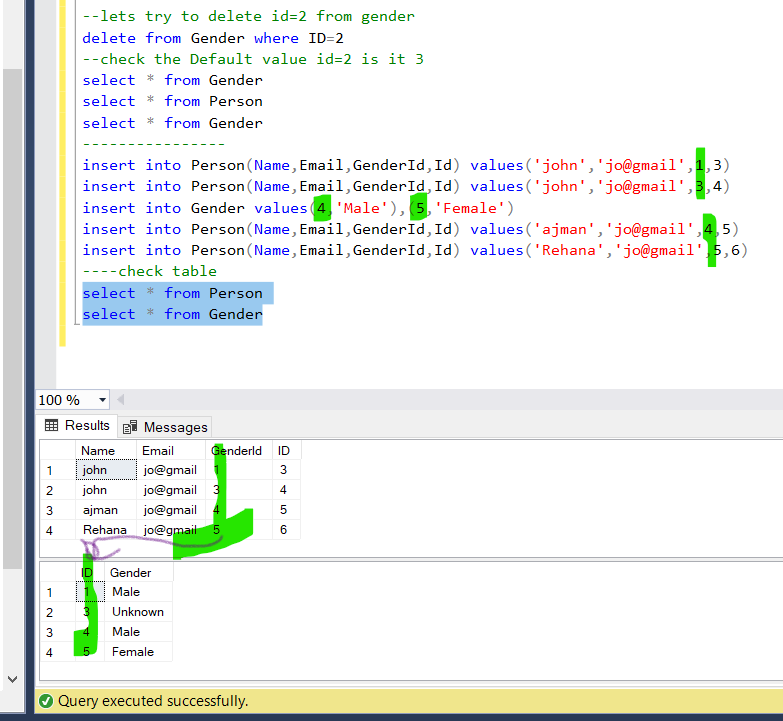 --lets try to delete id=2 from gender
delete from Gender where ID=2
--check the Default value id=2 is it 3
select * from Gender
select * from Person
select * from Gender
----------------
insert into Person(Name,Email,GenderId,Id) values('john','jo@gmail',1,3)
insert into Person(Name,Email,GenderId,Id) values('john','jo@gmail',3,4)
insert into Gender values(4,'Male'),(5,'Female')
insert into Person(Name,Email,GenderId,Id) values('ajman','jo@gmail',4,5)
insert into Person(Name,Email,GenderId,Id) values('Rehana','jo@gmail',5,6)
----check table
select * from Person
select * from Gender
100 %
Results Messages
Name Email GenderId ID
1 john jo@gmail 1 3
2 john jo@gmail 3 4
3 ajman jo@gmail 4 5
4 Rehana jo@gmail 5 6
ID Gender
1 1 Male
2 3 Unknown
3 4 Male
4 5 Female
Query executed successfully.